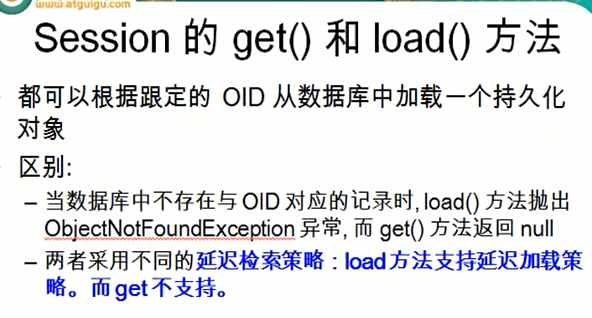 www.atguigu.com
Session 的 get() 和 load() 方法
都可以根据跟定的 OID 从数据库中加载一个持久化
对象
区别:
– 当数据库中不存在与 OID 对应的记录时, load() 方法抛出
ObjectNotFoundException 异常, 而 get() 方法返回 null
– 两者采用不同的延迟检索策略：load 方法支持延迟加载策
略。而 get 不支持。